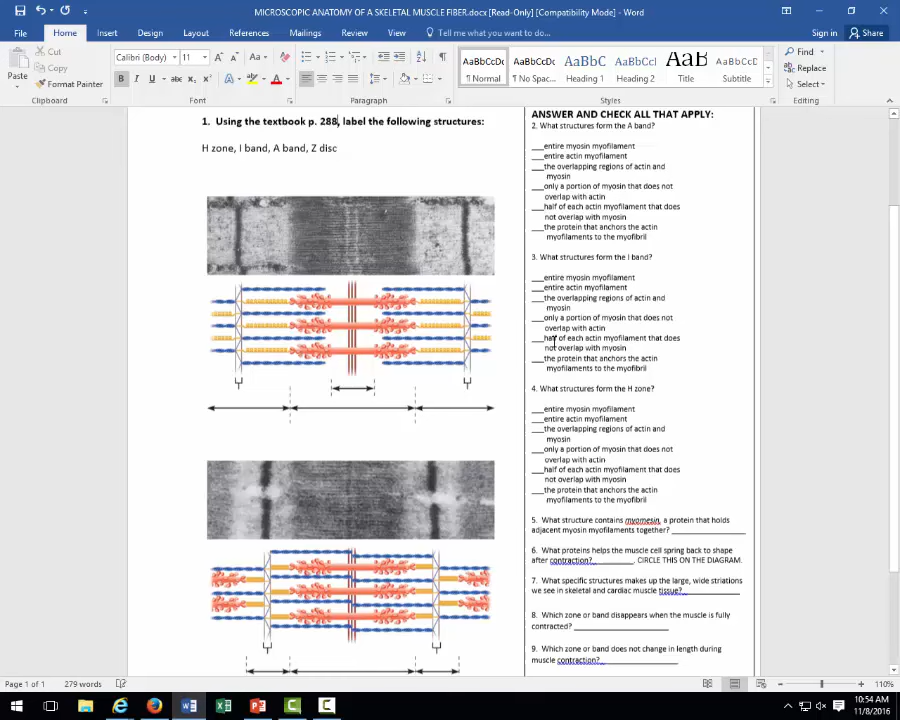 MICROSCOPIC ANATOMY OF A SKELETAL MUSCLE FIBER.docx [Read-Only] [Compatibility Mode] - Word
File Home Insert Design Layout References Mailings Review View Tell me what you want to do... Sign in Share
Paste
Cut
Copy
Format Painter
Clipboard
Calibri (Body) 11
Font
Paragraph
AaBbCcDc AaBbCcDc AaBbC AaBbCcl AaB AaBbCcD
¶ Normal ¶ No Spac... Heading 1 Heading 2 Title Subtitle
Styles
Find
Replace
Select
Editing
1. Using the textbook p. 288, label the following structures:
H zone, I band, A band, Z disc
ANSWER AND CHECK ALL THAT APPLY:
2. What structures form the A band?
___entire myosin myofilament
___entire actin myofilament
___the overlapping regions of actin and
myosin
___only a portion of myosin that does not
overlap with actin
___half of each actin myofilament that does
not overlap with myosin
___the protein that anchors the actin
myofilaments to the myofibril
3. What structures form the I band?
___entire myosin myofilament
___entire actin myofilament
___the overlapping regions of actin and
myosin
___only a portion of myosin that does not
overlap with actin
___half of each actin myofilament that does
not overlap with myosin
___the protein that anchors the actin
myofilaments to the myofibril
4. What structures form the H zone?
___entire myosin myofilament
___entire actin myofilament
___the overlapping regions of actin and
myosin
___only a portion of myosin that does not
overlap with actin
___half of each actin myofilament that does
not overlap with myosin
___the protein that anchors the actin
myofilaments to the myofibril
5. What structure contains myomesin, a protein that holds
adjacent myosin myofilaments together? _________________
6. What proteins helps the muscle cell spring back to shape
after contraction?__________. CIRCLE THIS ON THE DIAGRAM.
7. What specific structures makes up the large, wide striations
we see in skeletal and cardiac muscle tissue?______________
8. Which zone or band disappears when the muscle is fully
contracted? ______________________
9. Which zone or band does not change in length during
muscle contraction?__________________
Page 1 of 1 279 words 110%
10:54 AM
11/8/2016